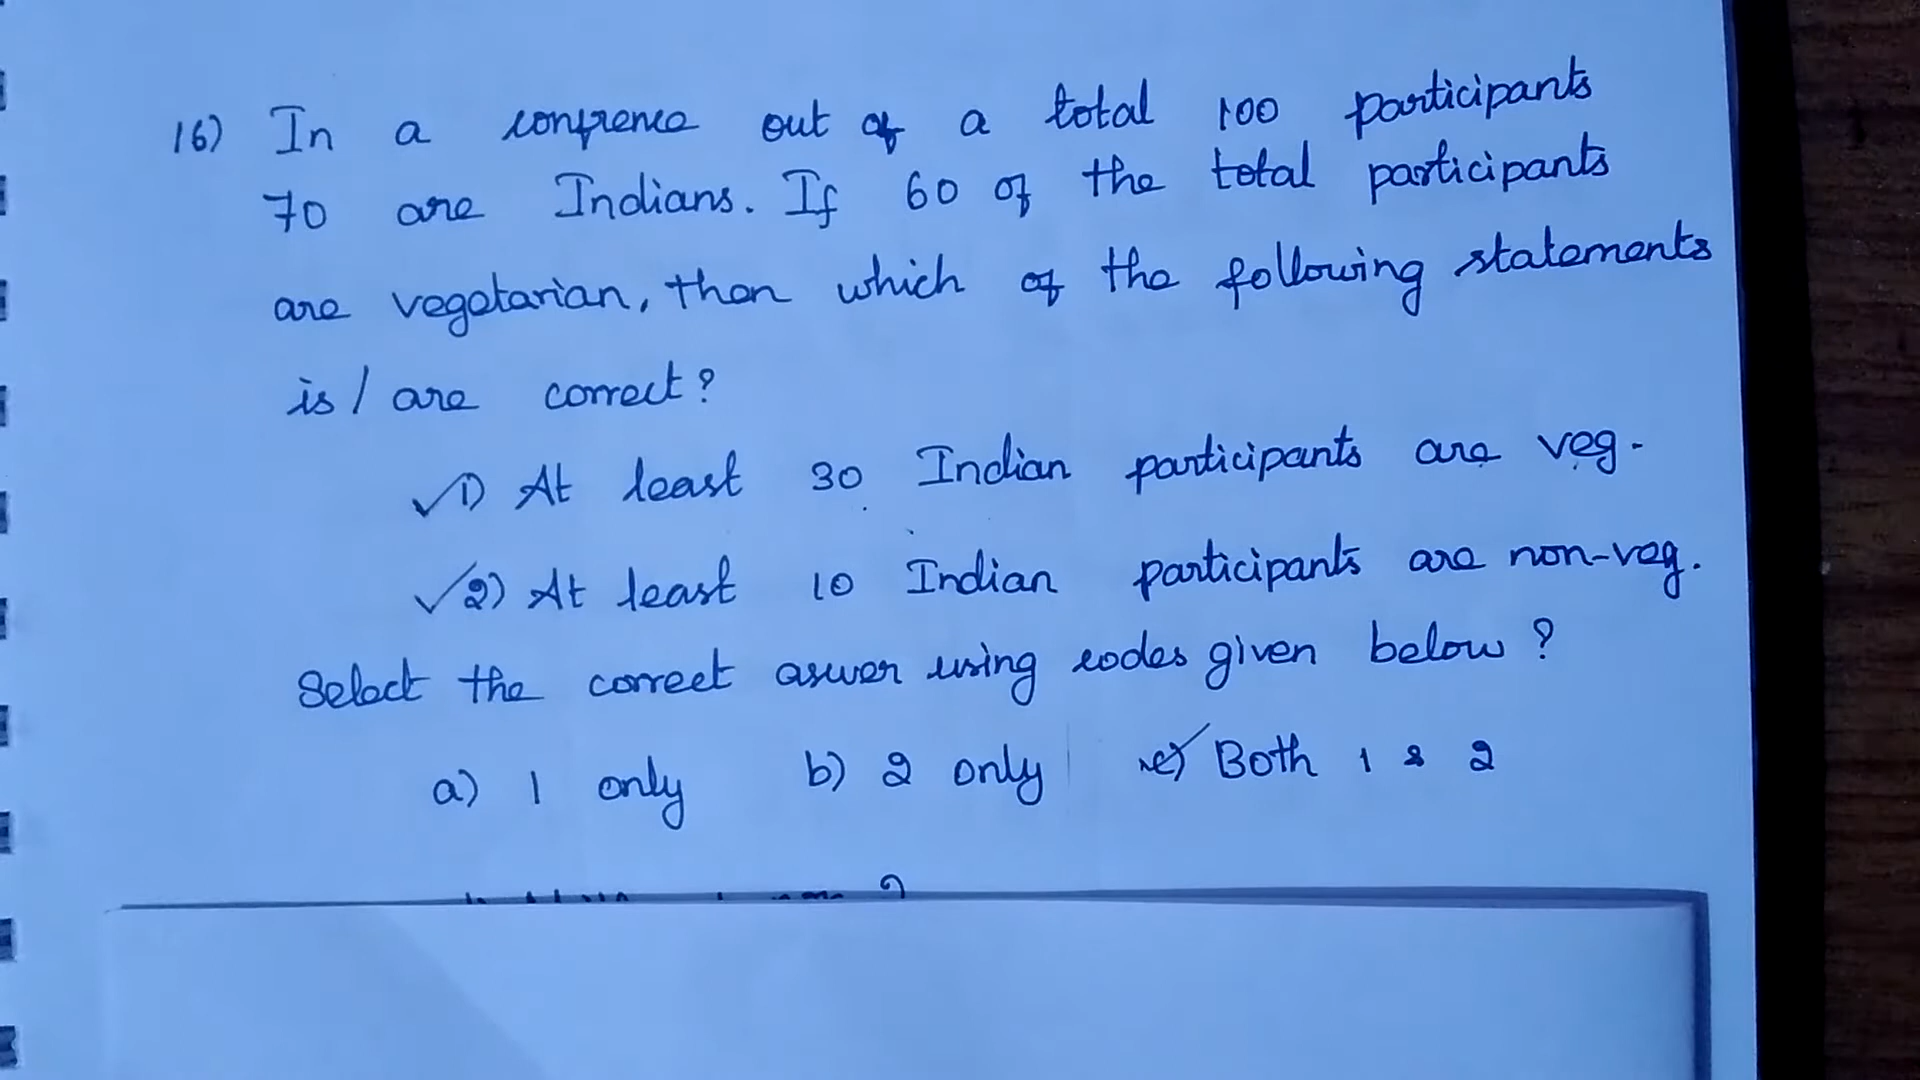 16) In a confrence out of a total 100 participants
70 are Indians. If 60 of the total participants
are vegetarian, then which of the following statements
is / are correct?
✓1) At least 30 Indian participants are veg.
✓2) At least 10 Indian participants are non-veg.
Select the correct aswer using codes given below?
a) 1 only b) 2 only ✓c) Both 1 & 2